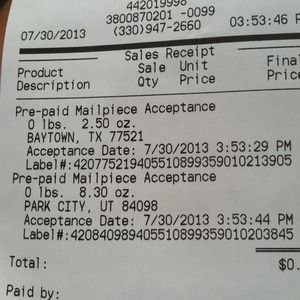 442019998
3800870201 -0099
07/30/2013 (330)947-2660 03:53:46 P
Sales Receipt
Product Sale Unit Fina
Description Qty Price Price
Pre-paid Mailpiece Acceptance
0 lbs. 2.50 oz.
BAYTOWN, TX 77521
Acceptance Date: 7/30/2013 3:53:29 PM
Label#:420775219405510899359010213905
Pre-paid Mailpiece Acceptance
0 lbs. 8.30 oz.
PARK CITY, UT 84098
Acceptance Date: 7/30/2013 3:53:44 PM
Label#:420840989405510899359010203845
Total: $0.
Paid by: